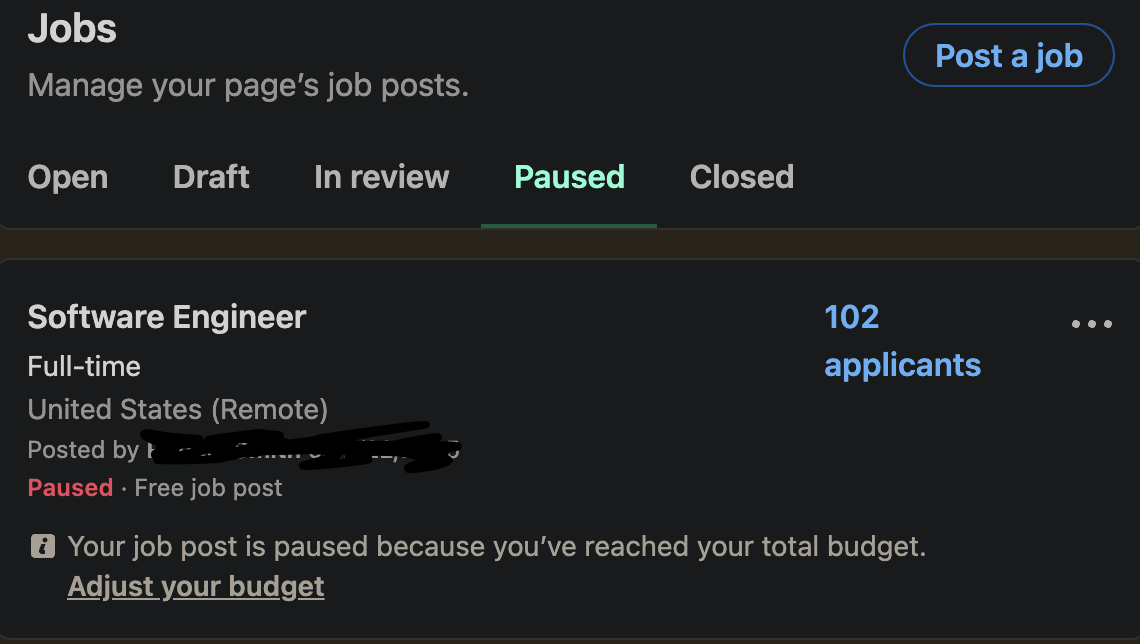 Jobs
Post a job
Manage your page’s job posts.
Open Draft In review Paused Closed
Software Engineer
102 applicants
Full-time
United States (Remote)
Posted by
Paused · Free job post
Your job post is paused because you’ve reached your total budget.
Adjust your budget